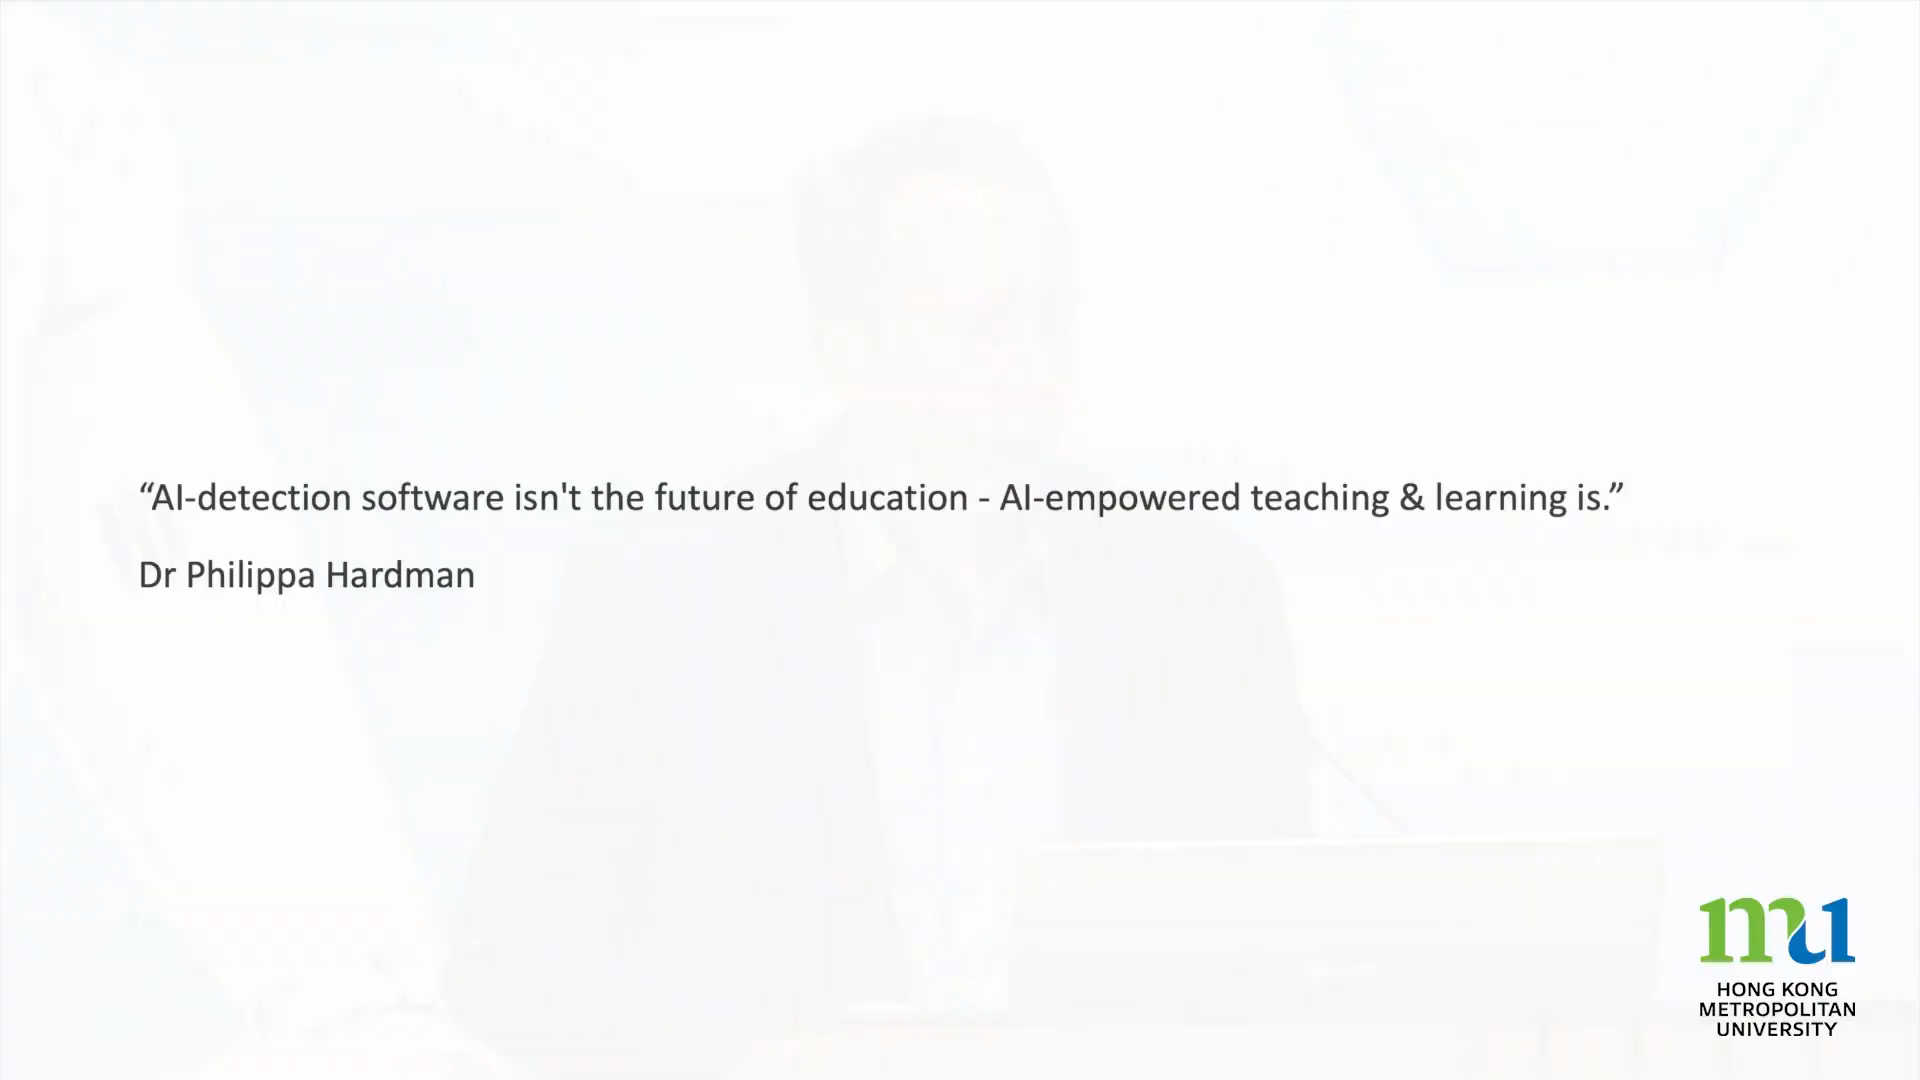 “AI-detection software isn't the future of education - AI-empowered teaching & learning is.”
Dr Philippa Hardman
mu
HONG KONG
METROPOLITAN
UNIVERSITY